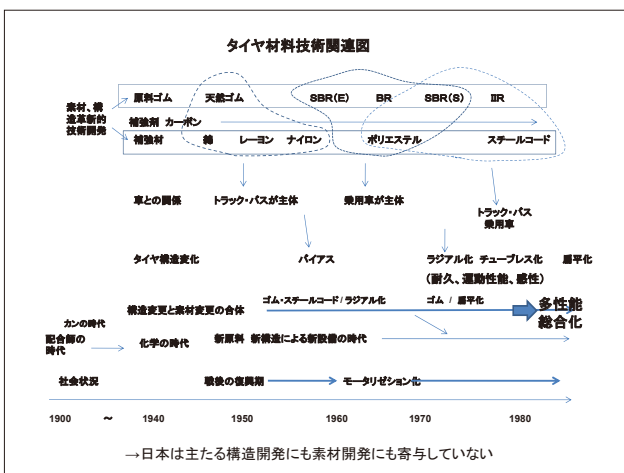 タイヤ材料技術関連図
素材、構造革新的技術開発
原料ゴム 天然ゴム SBR(E) BR SBR(S) IIR
補強剤 カーボン
補強材 綿 レーヨン ナイロン ポリエステル スチールコード
車との関係 トラック・バスが主体 乗用車が主体 トラック・バス
乗用車
タイヤ構造変化 バイアス ラジアル化 チューブレス化 扁平化
(耐久、運動性能、感性)
構造変更と素材変更の合体 ゴム・スチールコード/ラジアル化 ゴム / 扁平化 多性能
総合化
カンの時代
配合師の
時代
化学の時代 新原料 新構造による新設備の時代
社会状況 戦後の復興期 モータリゼション化
1900 ~ 1940 1950 1960 1970 1980
→日本は主たる構造開発にも素材開発にも寄与していない